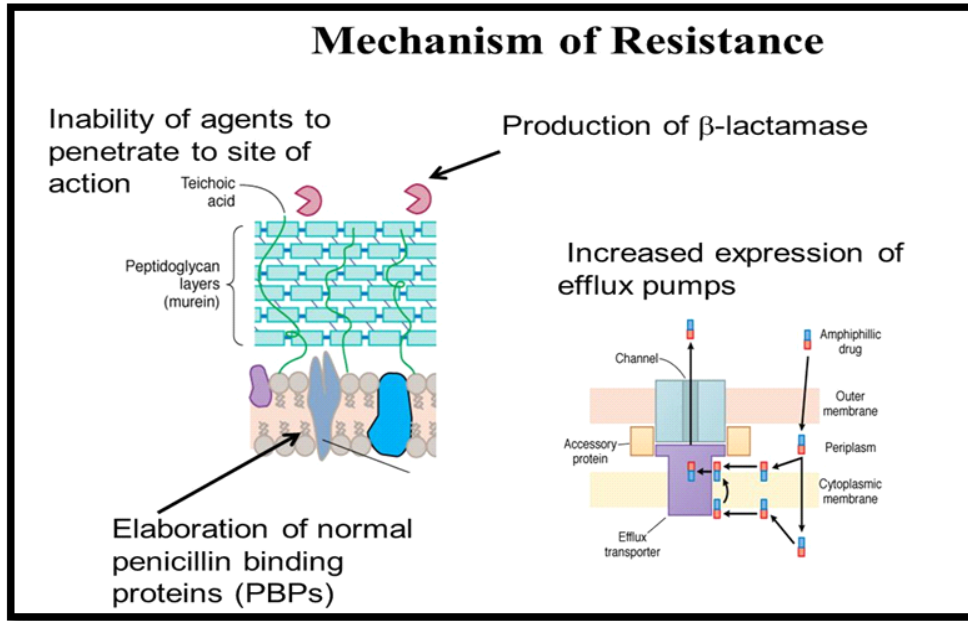 Mechanism of Resistance
Inability of agents to
penetrate to site of
action
Production of β-lactamase
Teichoic
acid
Peptidoglycan
layers
(murein)
Increased expression of
efflux pumps
Channel
Amphiphillic
drug
Outer
membrane
Accessory
protein
Periplasm
Cytoplasmic
membrane
Efflux
transporter
Elaboration of normal
penicillin binding
proteins (PBPs)